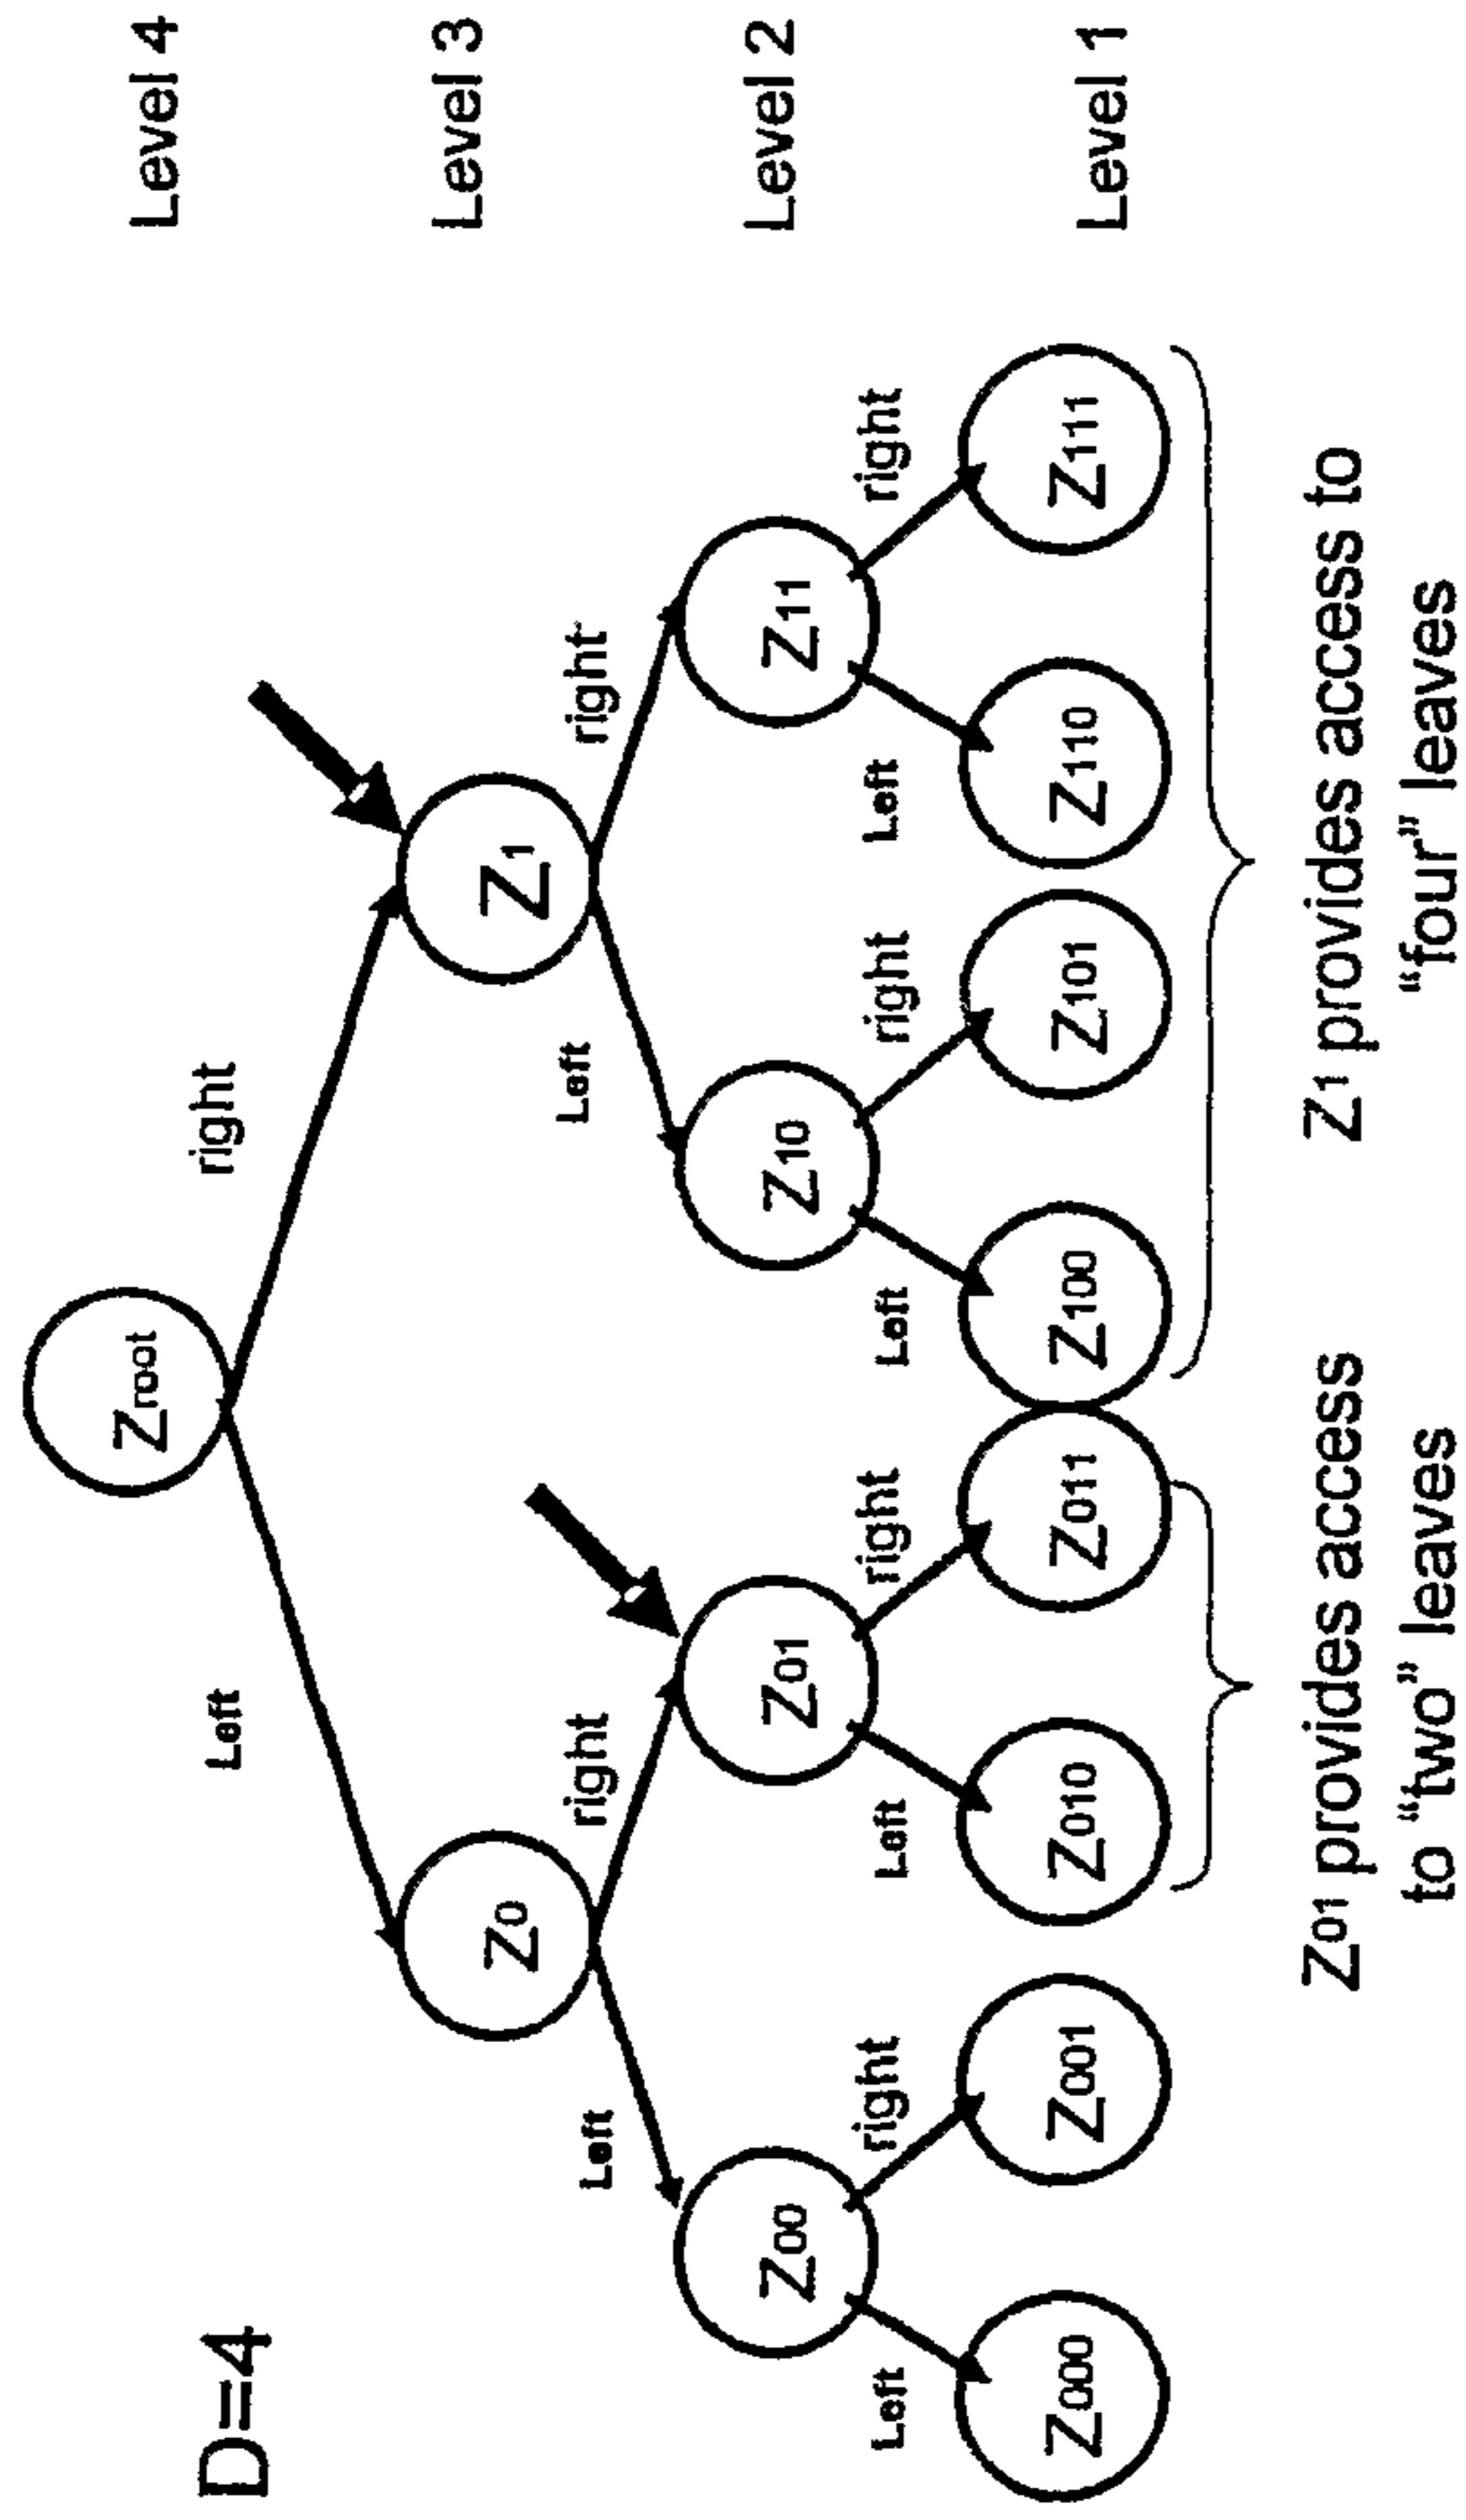 D=4
Zroot
Level 4
Left
right
Z0
Z1
Level 3
Left
right
Left
right
Z00
Z01
Z10
Z11
Level 2
Left
right
Left
right
Left
right
Left
right
Z000
Z001
Z010
Z011
Z100
Z101
Z110
Z111
Level 1
Z01 provides access
to “two” leaves
Z1 provides access to
“four” leaves